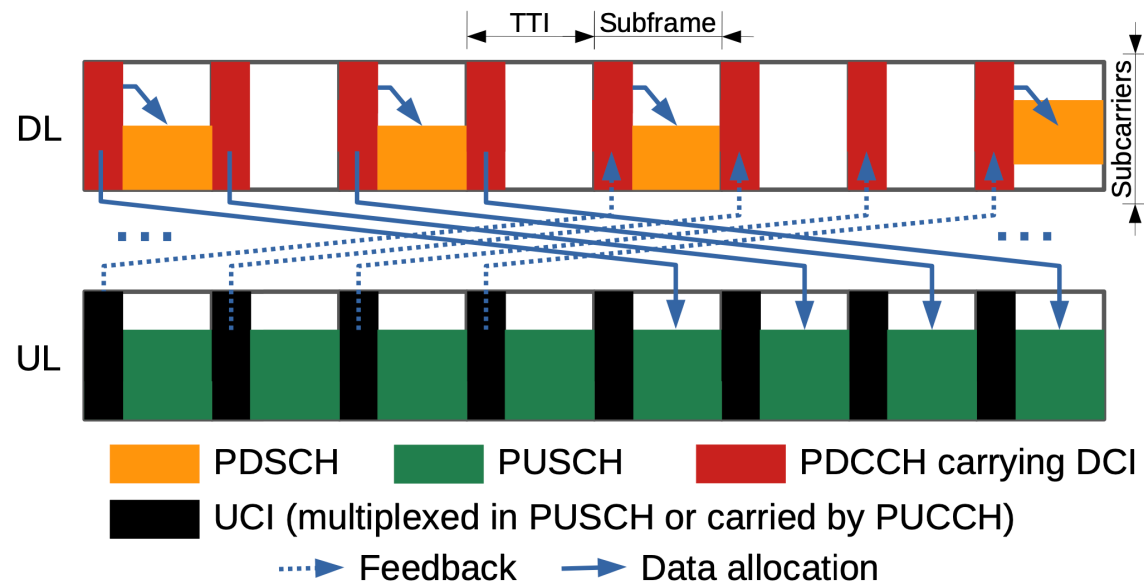 TTI
Subframe
Subcarriers
DL
UL
PDSCH
PUSCH
PDCCH carrying DCI
UCI (multiplexed in PUSCH or carried by PUCCH)
Feedback
Data allocation